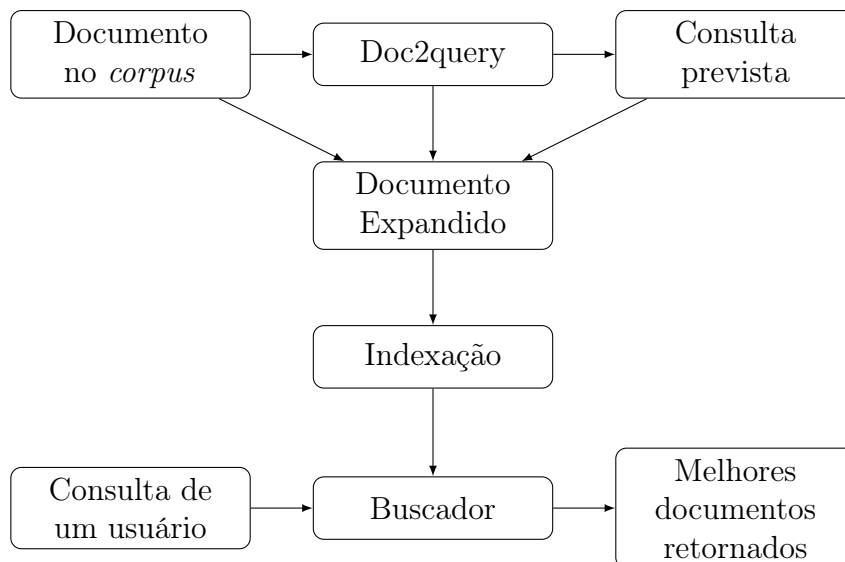 Documento
no corpus
Doc2query
Consulta
prevista
Documento
Expandido
Indexação
Consulta de
um usuário
Buscador
Melhores
documentos
retornados